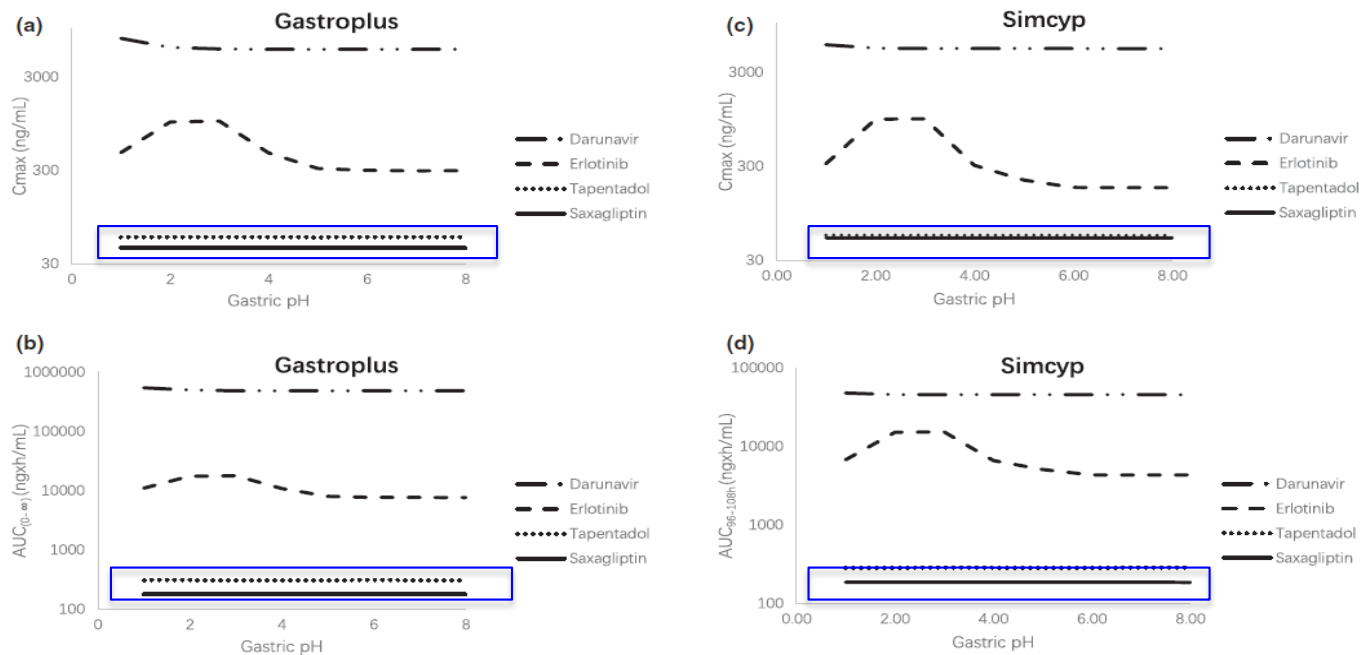 (a)
Gastroplus
3000
300
30
Cmax (ng/mL)
0 2 4 6 8
Gastric pH
Darunavir
Erlotinib
Tapentadol
Saxagliptin
(c)
Simcyp
3000
300
30
Cmax (ng/mL)
0.00 2.00 4.00 6.00 8.00
Gastric pH
Darunavir
Erlotinib
Tapentadol
Saxagliptin
(b)
Gastroplus
1000000
100000
10000
1000
100
AUC(0-∞) (ngxh/mL)
0 2 4 6 8
Gastric pH
Darunavir
Erlotinib
Tapentadol
Saxagliptin
(d)
Simcyp
100000
10000
1000
100
AUC96-108h (ngxh/mL)
0.00 2.00 4.00 6.00 8.00
Gastric pH
Darunavir
Erlotinib
Tapentadol
Saxagliptin